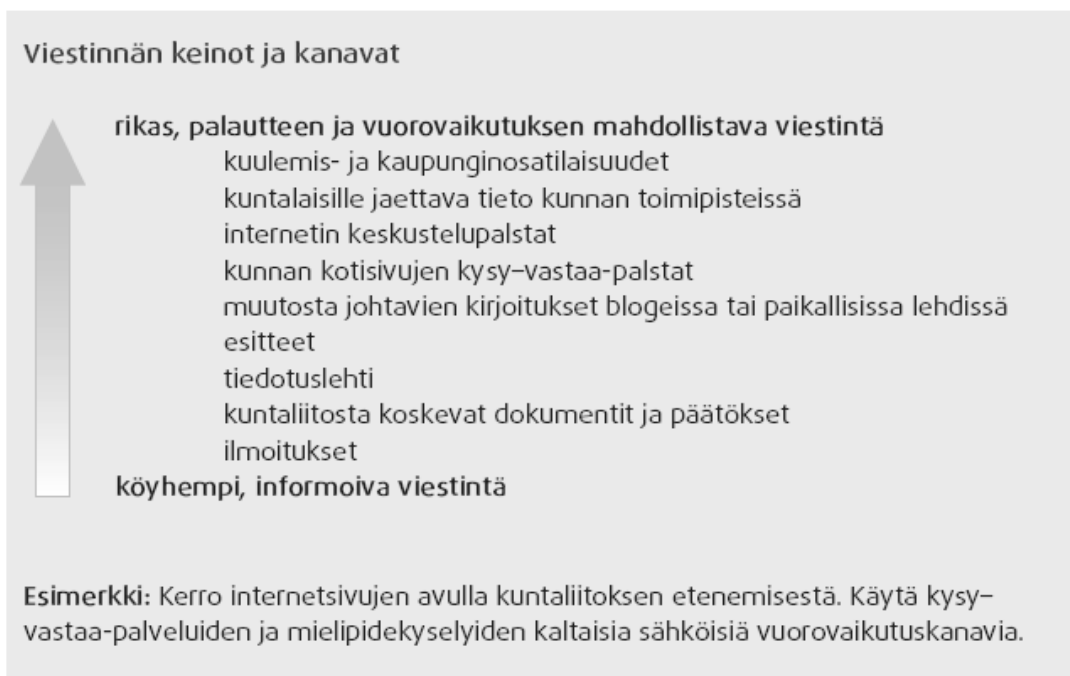 Viestinnän keinot ja kanavat
rikas, palautteen ja vuorovaikutuksen mahdollistava viestintä
kuulemis- ja kaupunginosatilaisuudet
kuntalaisille jaettava tieto kunnan toimipisteissä
internetin keskustelupalstat
kunnan kotisivujen kysy–vastaa-palstat
muutosta johtavien kirjoitukset blogeissa tai paikallisissa lehdissä
esitteet
tiedotuslehti
kuntaliitosta koskevat dokumentit ja päätökset
ilmoitukset
köyhempi, informoiva viestintä
Esimerkki: Kerro internetsivujen avulla kuntaliitoksen etenemisestä. Käytä kysy–
vastaa-palveluiden ja mielipidekyselyiden kaltaisia sähköisiä vuorovaikutuskanavia.